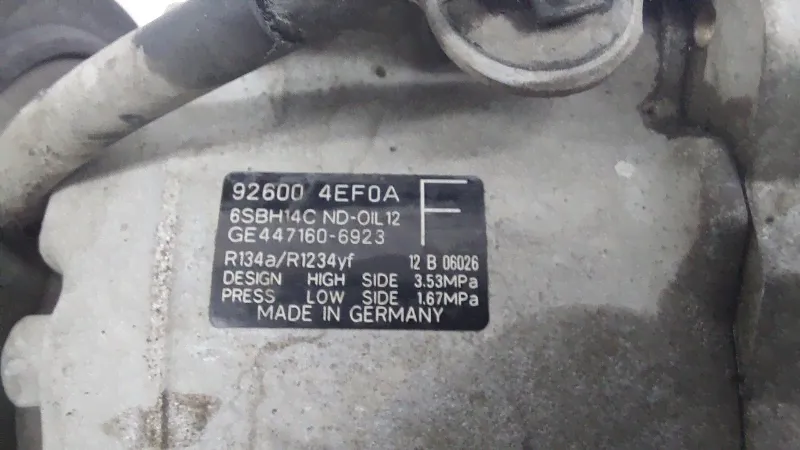 92600 4EF0A F
6SBH14C ND-OIL12
GE447160-6923
R134a/R1234yf 12 B 06026
DESIGN HIGH SIDE 3.53MPa
PRESS LOW SIDE 1.67MPa
MADE IN GERMANY